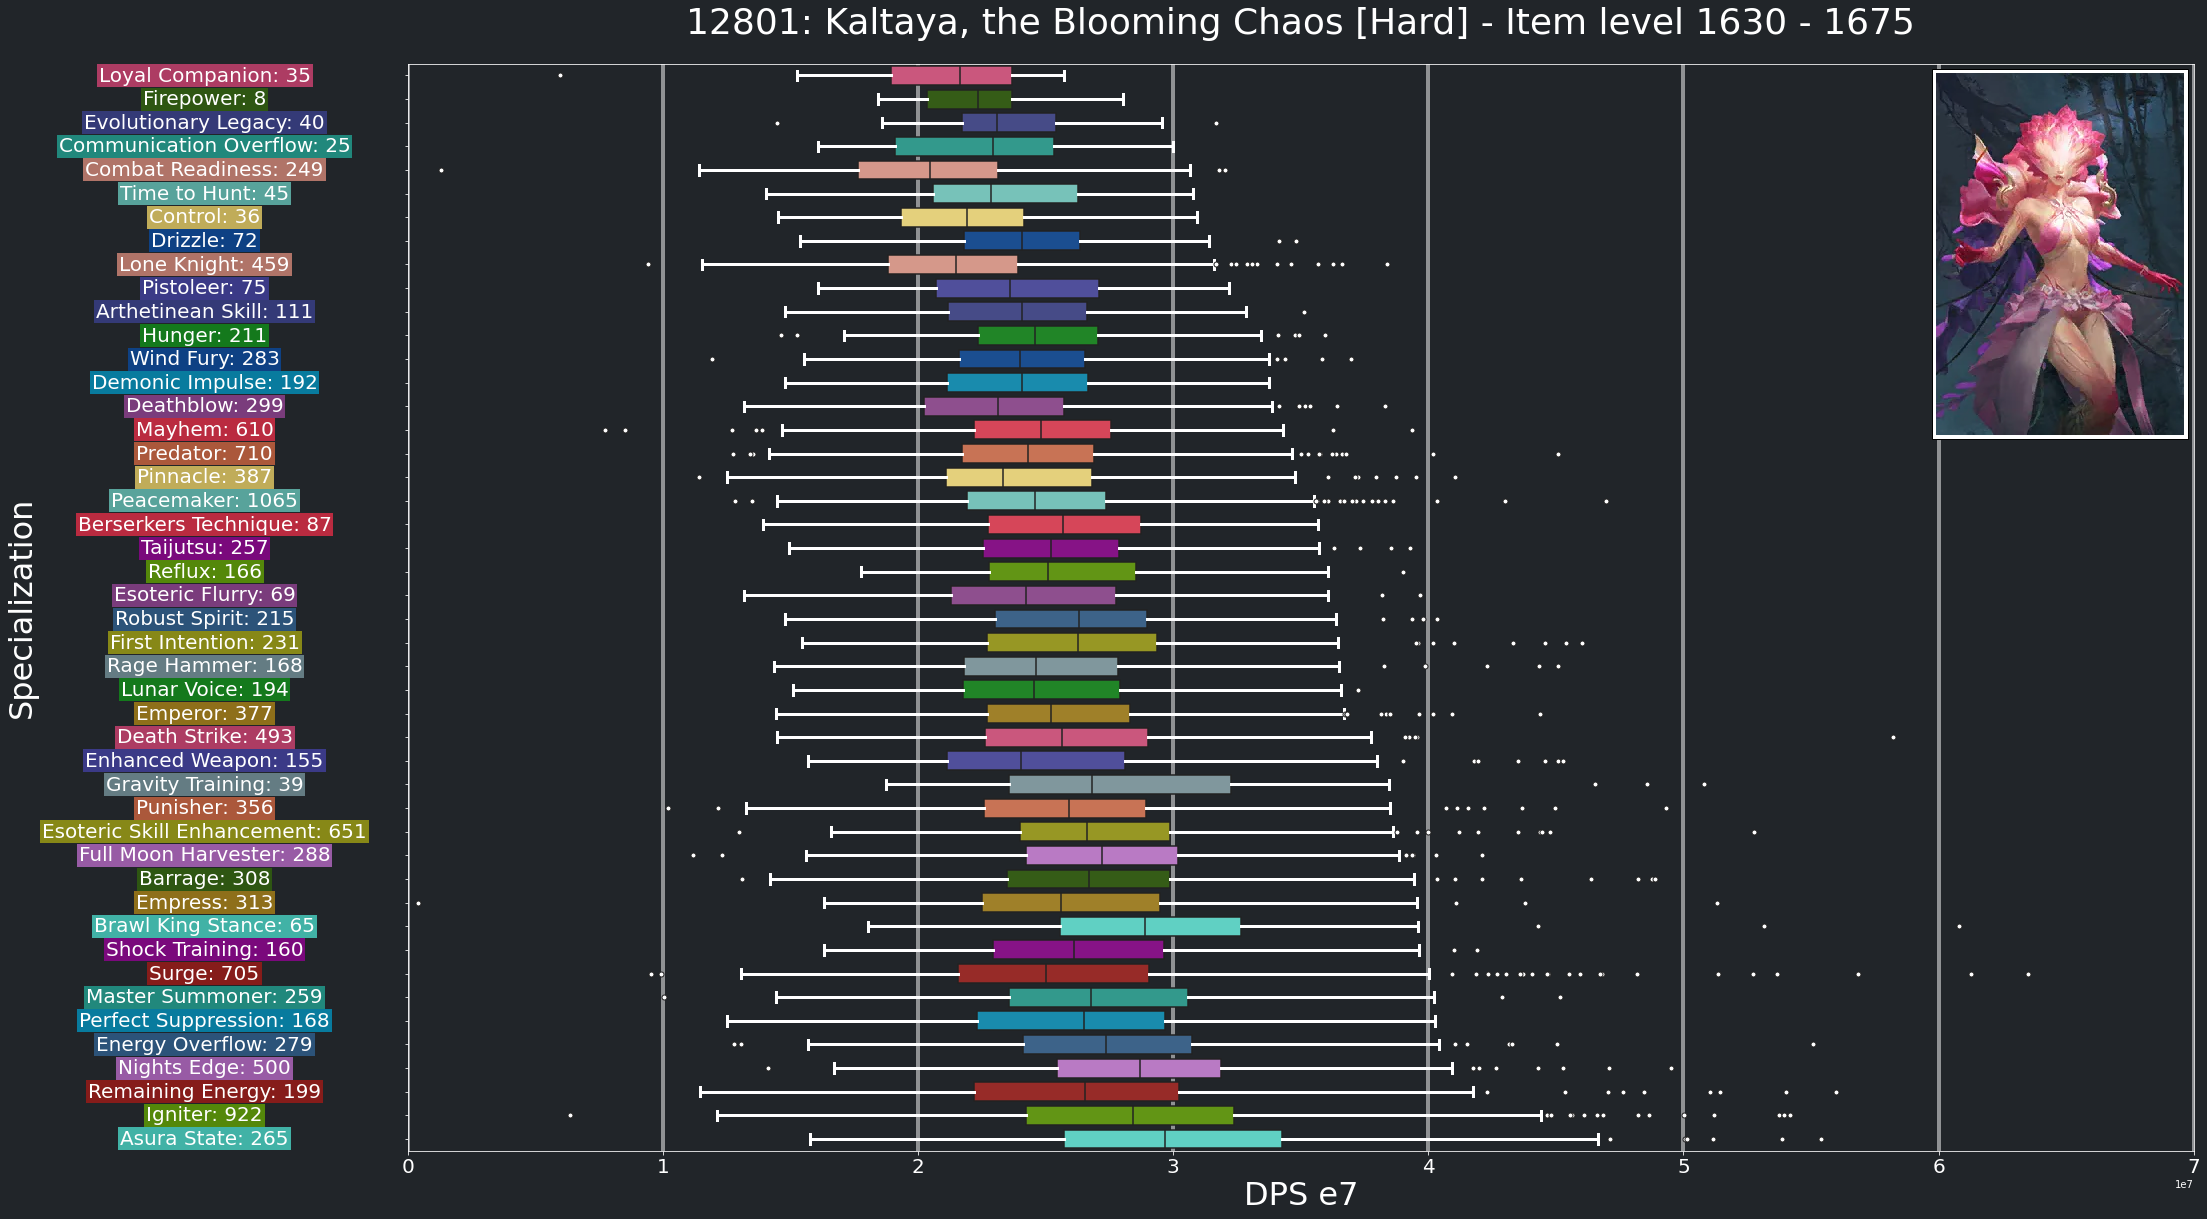 12801: Kaltaya, the Blooming Chaos [Hard] - Item level 1630 - 1675
Specialization
Loyal Companion: 35
Firepower: 8
Evolutionary Legacy: 40
Communication Overflow: 25
Combat Readiness: 249
Time to Hunt: 45
Control: 36
Drizzle: 72
Lone Knight: 459
Pistoleer: 75
Arthetinean Skill: 111
Hunger: 211
Wind Fury: 283
Demonic Impulse: 192
Deathblow: 299
Mayhem: 610
Predator: 710
Pinnacle: 387
Peacemaker: 1065
Berserkers Technique: 87
Taijutsu: 257
Reflux: 166
Esoteric Flurry: 69
Robust Spirit: 215
First Intention: 231
Rage Hammer: 168
Lunar Voice: 194
Emperor: 377
Death Strike: 493
Enhanced Weapon: 155
Gravity Training: 39
Punisher: 356
Esoteric Skill Enhancement: 651
Full Moon Harvester: 288
Barrage: 308
Empress: 313
Brawl King Stance: 65
Shock Training: 160
Surge: 705
Master Summoner: 259
Perfect Suppression: 168
Energy Overflow: 279
Nights Edge: 500
Remaining Energy: 199
Igniter: 922
Asura State: 265
0 1 2 3 4 5 6 7
DPS e7
1e7